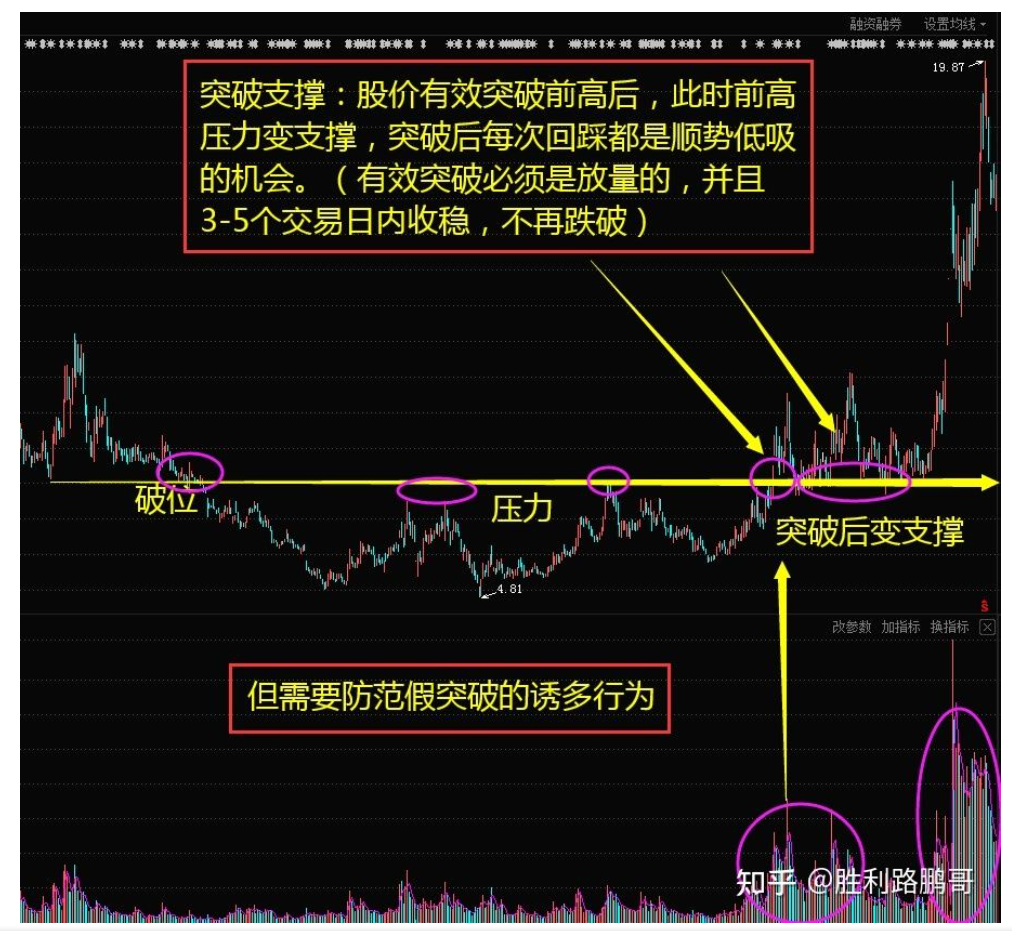 融资融券 设置均线
19.87
突破支撑：股价有效突破前高后，此时前高
压力变支撑，突破后每次回踩都是顺势低吸
的机会。（有效突破必须是放量的，并且
3-5个交易日内收稳，不再跌破）
破位
压力
突破后变支撑
4.81
S
改参数 加指标 换指标
但需要防范假突破的诱多行为
知乎 @胜利路鹏哥